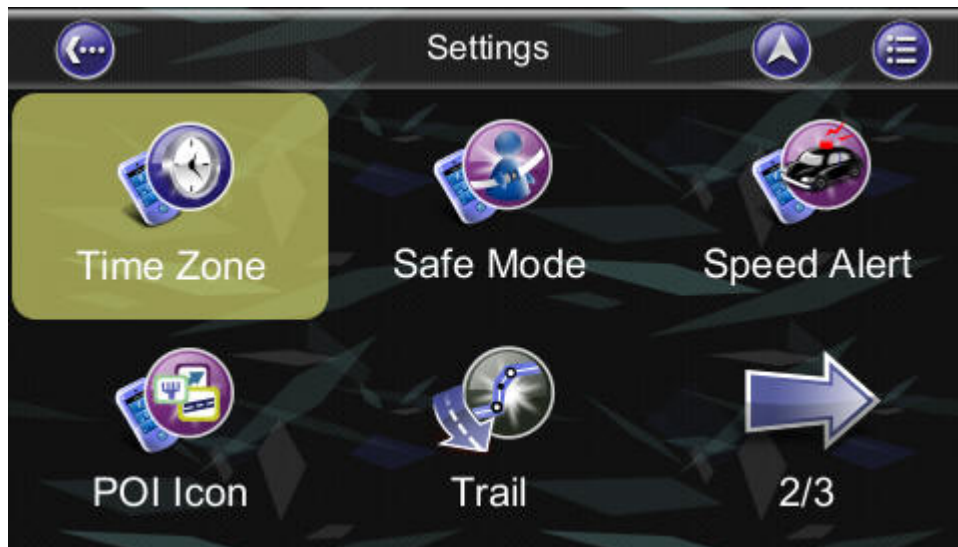 Settings
Time Zone
Safe Mode
Speed Alert
POI Icon
Trail
2/3